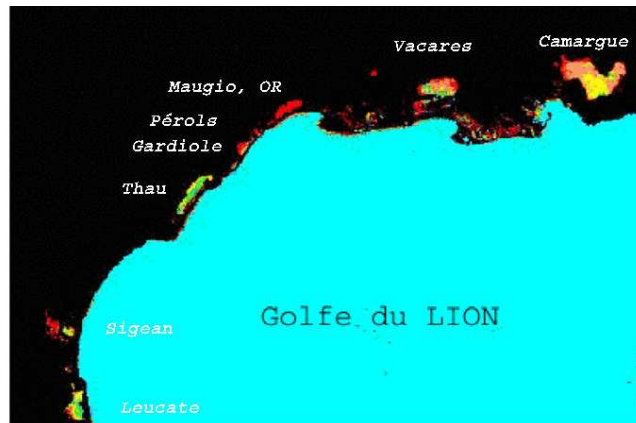 Camargue
Vacares
Maugio, OR
Pérols
Gardiole
Thau
Golfe du LION
Sigean
Leucate